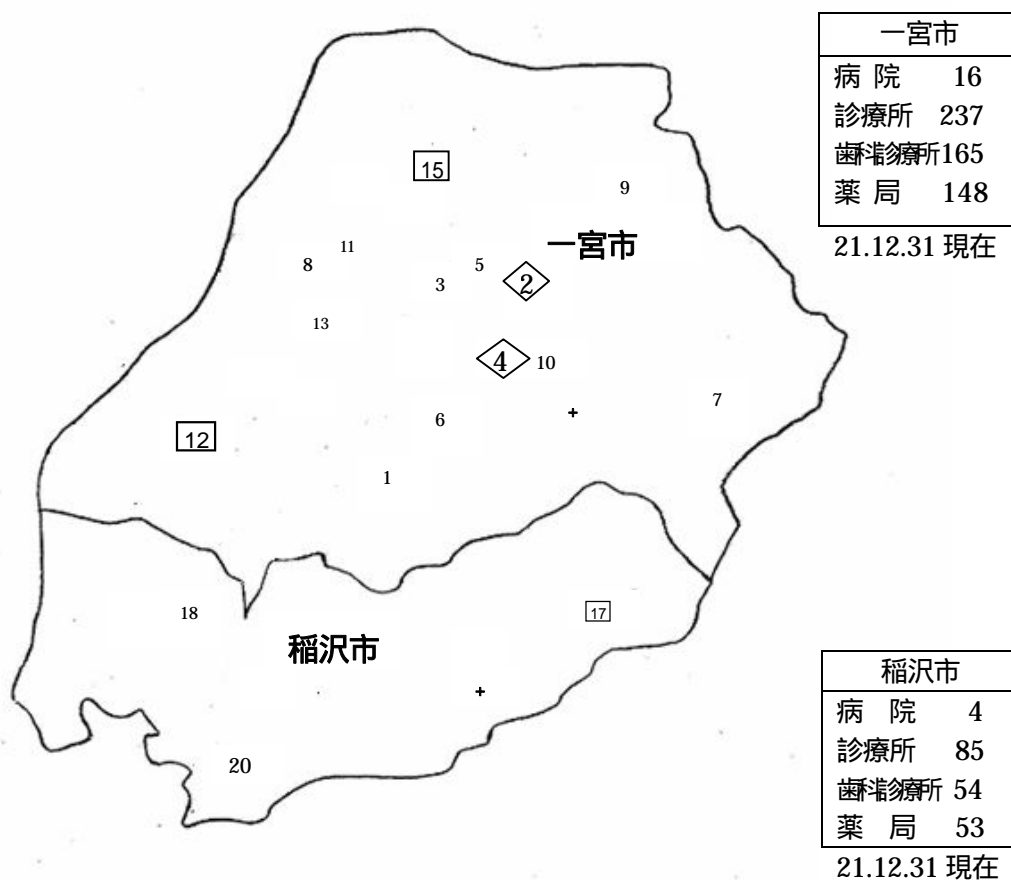 一宮市
病院 16
診療所 237
歯科診療所165
薬局 148
21.12.31 現在
15
9
11
一宮市
8
5
3
2
13
4
10
7
6
12
1
18
17
稲沢市
20
稲沢市
病院 4
診療所 85
歯科診療所 54
薬局 53
21.12.31 現在